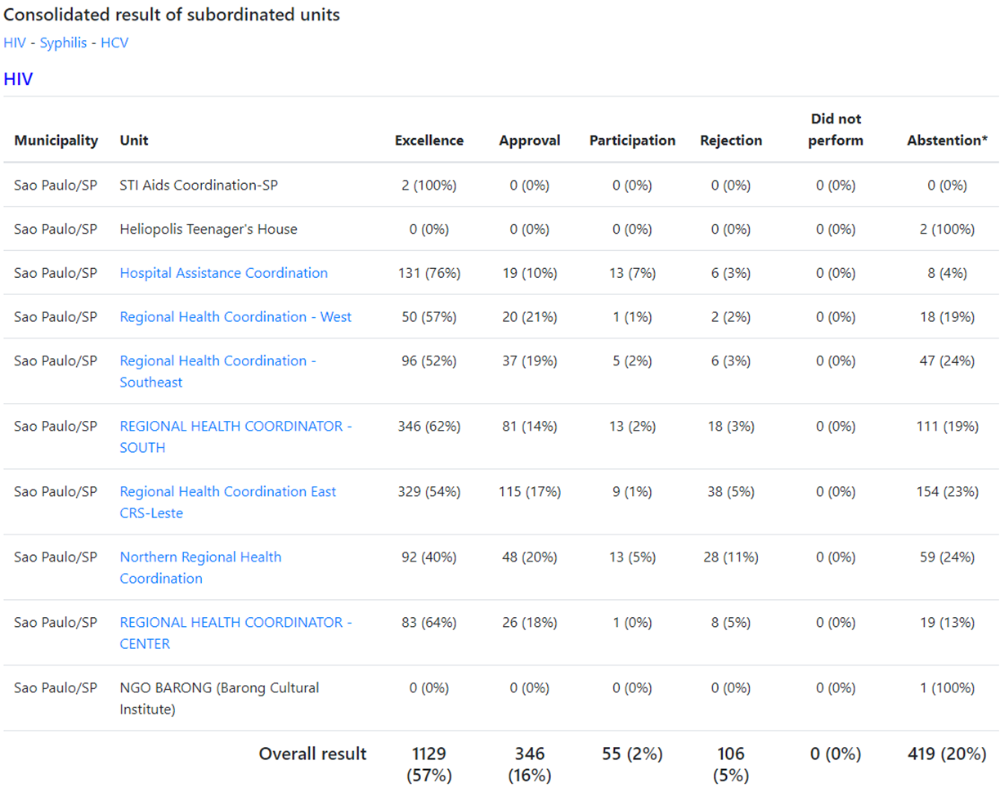 Consolidated result of subordinated units
HIV - Syphilis - HCV
HIV
Municipality Unit Excellence Approval Participation Rejection Did not perform Abstention*
Sao Paulo/SP STI Aids Coordination-SP 2 (100%) 0 (0%) 0 (0%) 0 (0%) 0 (0%) 0 (0%)
Sao Paulo/SP Heliopolis Teenager's House 0 (0%) 0 (0%) 0 (0%) 0 (0%) 0 (0%) 2 (100%)
Sao Paulo/SP Hospital Assistance Coordination 131 (76%) 19 (10%) 13 (7%) 6 (3%) 0 (0%) 8 (4%)
Sao Paulo/SP Regional Health Coordination - West 50 (57%) 20 (21%) 1 (1%) 2 (2%) 0 (0%) 18 (19%)
Sao Paulo/SP Regional Health Coordination - 96 (52%) 37 (19%) 5 (2%) 6 (3%) 0 (0%) 47 (24%)
Southeast
Sao Paulo/SP REGIONAL HEALTH COORDINATOR - 346 (62%) 81 (14%) 13 (2%) 18 (3%) 0 (0%) 111 (19%)
SOUTH
Sao Paulo/SP Regional Health Coordination East 329 (54%) 115 (17%) 9 (1%) 38 (5%) 0 (0%) 154 (23%)
CRS-Leste
Sao Paulo/SP Northern Regional Health 92 (40%) 48 (20%) 13 (5%) 28 (11%) 0 (0%) 59 (24%)
Coordination
Sao Paulo/SP REGIONAL HEALTH COORDINATOR - 83 (64%) 26 (18%) 1 (0%) 8 (5%) 0 (0%) 19 (13%)
CENTER
Sao Paulo/SP NGO BARONG (Barong Cultural 0 (0%) 0 (0%) 0 (0%) 0 (0%) 0 (0%) 1 (100%)
Institute)
Overall result 1129 346 55 (2%) 106 0 (0%) 419 (20%)
(57%) (16%) (5%)